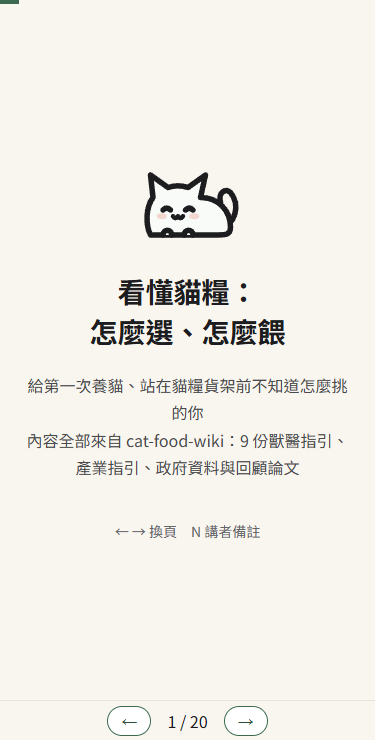 看懂貓糧：
怎麼選、怎麼餵
給第一次養貓、站在貓糧貨架前不知道怎麼挑
的你
內容全部來自 cat-food-wiki：9 份獸醫指引、
產業指引、政府資料與回顧論文
← → 換頁 N 講者備註
← 1 / 20 →